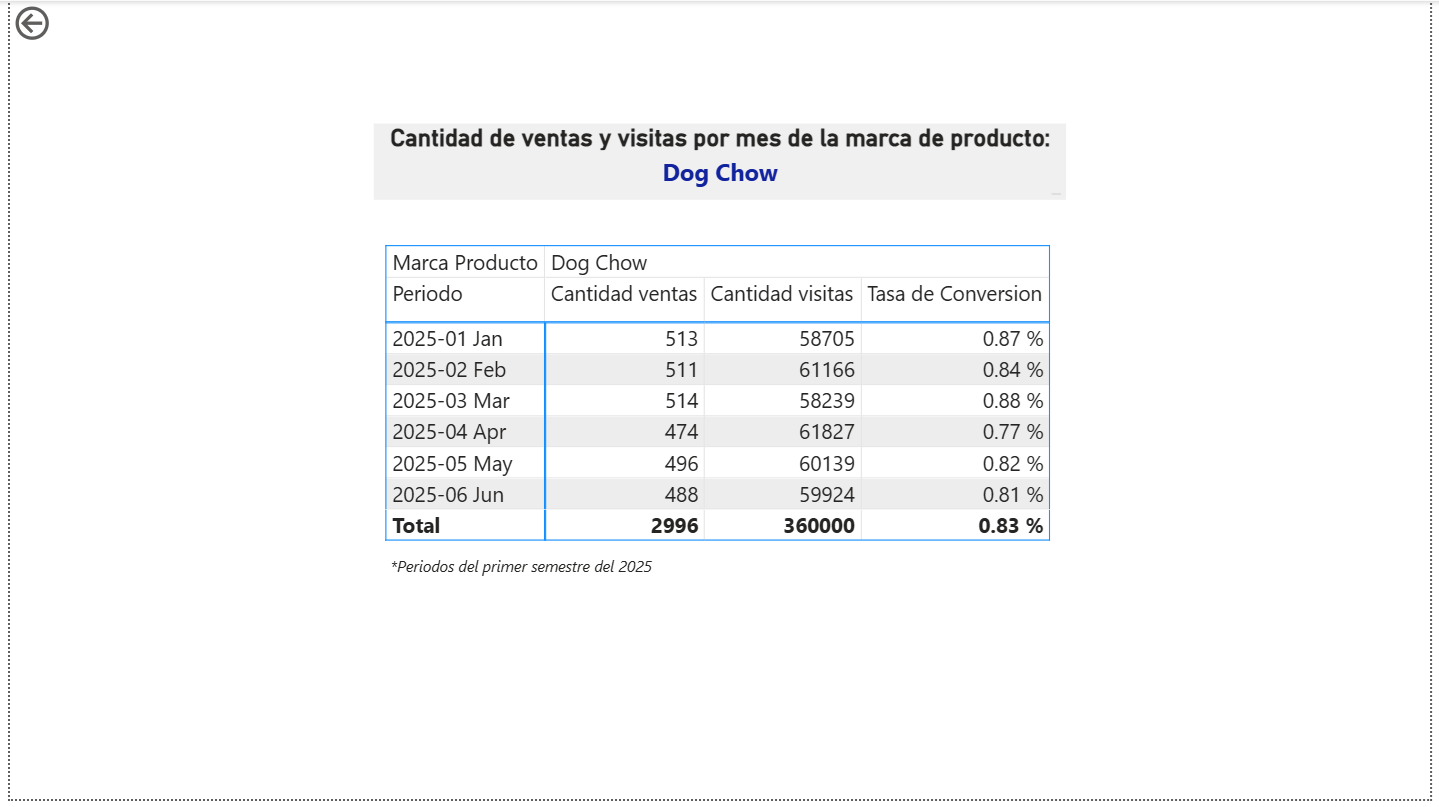 Cantidad de ventas y visitas por mes de la marca de producto:
Dog Chow
Marca Producto Dog Chow
Periodo Cantidad ventas Cantidad visitas Tasa de Conversion
2025-01 Jan 513 58705 0.87 %
2025-02 Feb 511 61166 0.84 %
2025-03 Mar 514 58239 0.88 %
2025-04 Apr 474 61827 0.77 %
2025-05 May 496 60139 0.82 %
2025-06 Jun 488 59924 0.81 %
Total 2996 360000 0.83 %
*Periodos del primer semestre del 2025